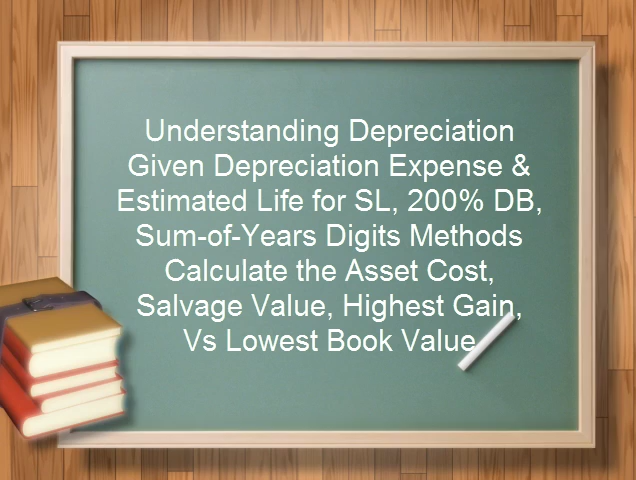 Understanding Depreciation
Given Depreciation Expense &
Estimated Life for SL, 200% DB,
Sum-of-Years Digits Methods
Calculate the Asset Cost,
Salvage Value, Highest Gain,
Vs Lowest Book Value